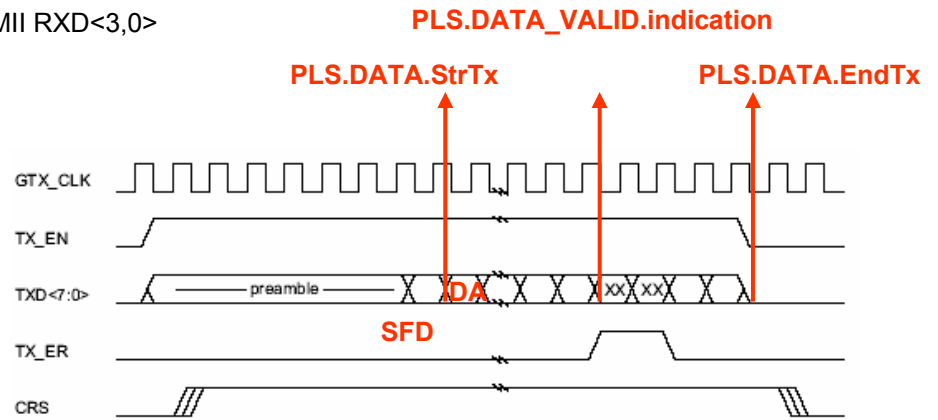 MII RXD<3,0>
PLS.DATA_VALID.indication
PLS.DATA.StrTx
PLS.DATA.EndTx
GTX_CLK
TX_EN
TXD<7:0>
preamble
DA
XX
XX
SFD
TX_ER
CRS